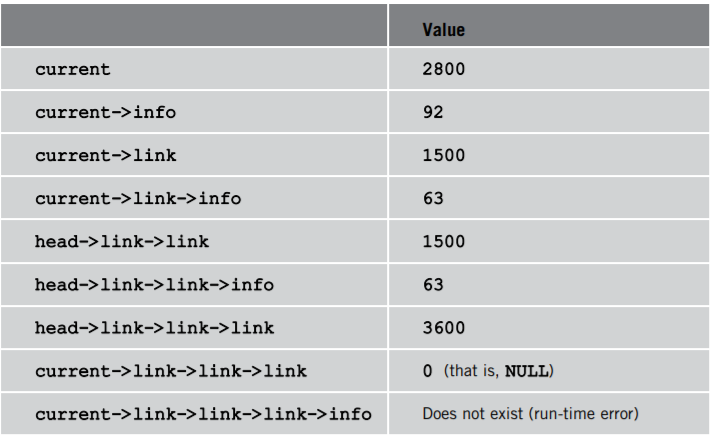 Value
current 2800
current->info 92
current->link 1500
current->link->info 63
head->link->link 1500
head->link->link->info 63
head->link->link->link 3600
current->link->link->link 0 (that is, NULL)
current->link->link->link->info Does not exist (run-time error)